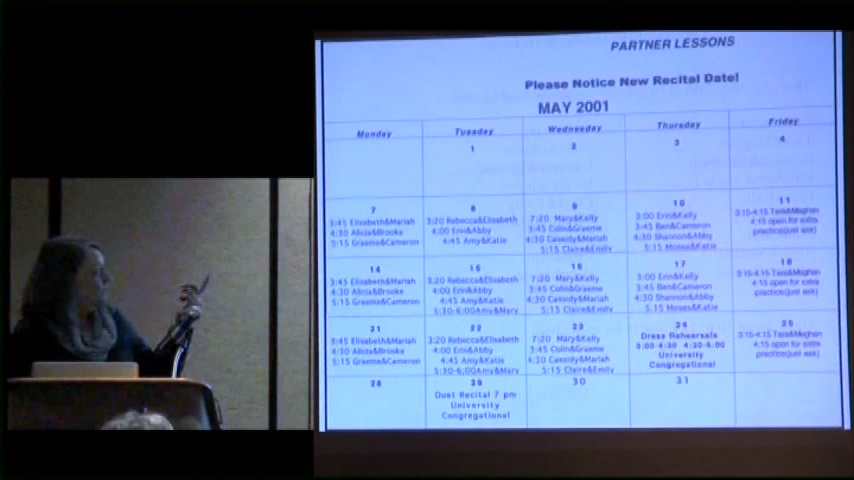 PARTNER LESSONS
Please Notice New Recital Date!
MAY 2001
Monday Tuesday Wednesday Thursday Friday
1 2 3 4
7 8 9 10 11
3:45 Elisabeth&Mariah 3:20 Rebecca&Elisabeth 7:20 Mary&Kelly 3:00 Erin&Kelly 3:15-4:15 Tara&Meghan
4:30 Alicia&Brooke 4:00 Erin&Abby 3:45 Colin&Graeme 3:45 Ben&Cameron 4:15 open for extra
5:15 Graeme&Cameron 4:45 Amy&Katie 4:30 Cassidy&Mariah 4:30 Shannon&Abby practice(just ask)
5:15 Claire&Emily 5:15 Moses&Katie
14 15 16 17 18
3:45 Elisabeth&Mariah 3:20 Rebecca&Elisabeth 7:20 Mary&Kelly 3:00 Erin&Kelly 3:15-4:15 Tara&Meghan
4:30 Alicia&Brooke 4:00 Erin&Abby 3:45 Colin&Graeme 3:45 Ben&Cameron 4:15 open for extra
5:15 Graeme&Cameron 4:45 Amy&Katie 4:30 Cassidy&Mariah 4:30 Shannon&Abby practice(just ask)
5:30-6:00Amy&Mary 5:15 Claire&Emily 5:15 Moses&Katie
21 22 23 24 25
3:45 Elisabeth&Mariah 3:20 Rebecca&Elisabeth 7:20 Mary&Kelly Dress Rehearsals 3:15-4:15 Tara&Meghan
4:30 Alicia&Brooke 4:00 Erin&Abby 3:45 Colin&Graeme 3:00-4:30 4:30-6:00 4:15 open for extra
5:15 Graeme&Cameron 4:45 Amy&Katie 4:30 Cassidy&Mariah University practice(just ask)
5:30-6:00Amy&Mary 5:15 Claire&Emily Congregational
28 29 30 31
Duet Recital 7 pm
University
Congregational